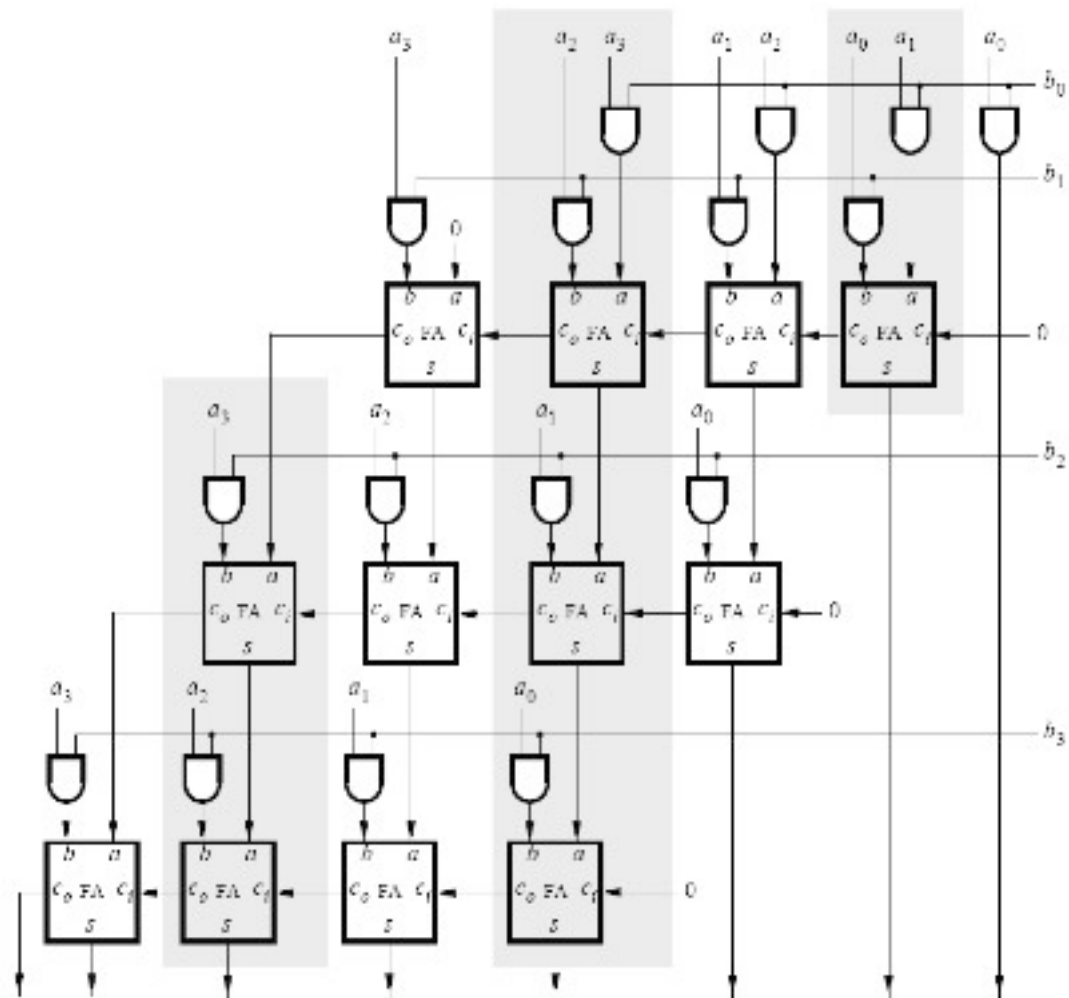 a3 a2 a3 a1 a2 a0 a1 a0
b0
b1
0
b a b a b a b a
co FA ci co FA ci co FA ci co FA ci 0
s s s s
a3 a2 a1 a0
b2
b a b a b a b a
co FA ci co FA ci co FA ci co FA ci 0
s s s s
a3 a2 a1 a0
b3
b a b a b a b a
co FA ci co FA ci co FA ci co FA ci 0
s s s s